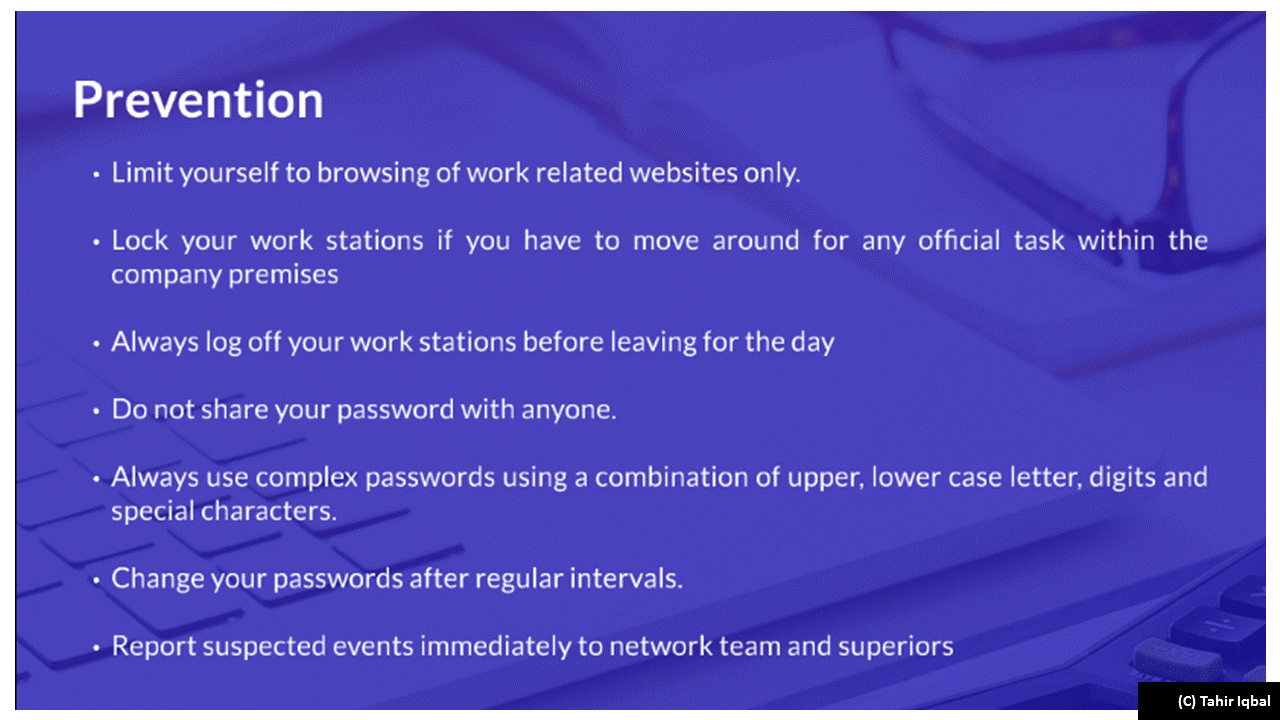 Prevention
• Limit yourself to browsing of work related websites only.
• Lock your work stations if you have to move around for any official task within the
company premises
• Always log off your work stations before leaving for the day
• Do not share your password with anyone.
• Always use complex passwords using a combination of upper, lower case letter, digits and
special characters.
• Change your passwords after regular intervals.
• Report suspected events immediately to network team and superiors
(C) Tahir Iqbal